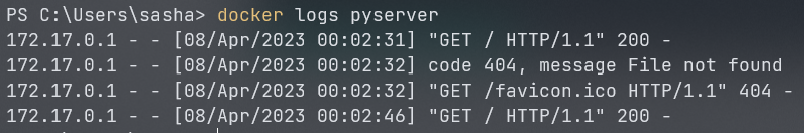 PS C:\Users\sasha> docker logs pyserver
172.17.0.1 - - [08/Apr/2023 00:02:31] "GET / HTTP/1.1" 200 -
172.17.0.1 - - [08/Apr/2023 00:02:32] code 404, message File not found
172.17.0.1 - - [08/Apr/2023 00:02:32] "GET /favicon.ico HTTP/1.1" 404 -
172.17.0.1 - - [08/Apr/2023 00:02:46] "GET / HTTP/1.1" 200 -